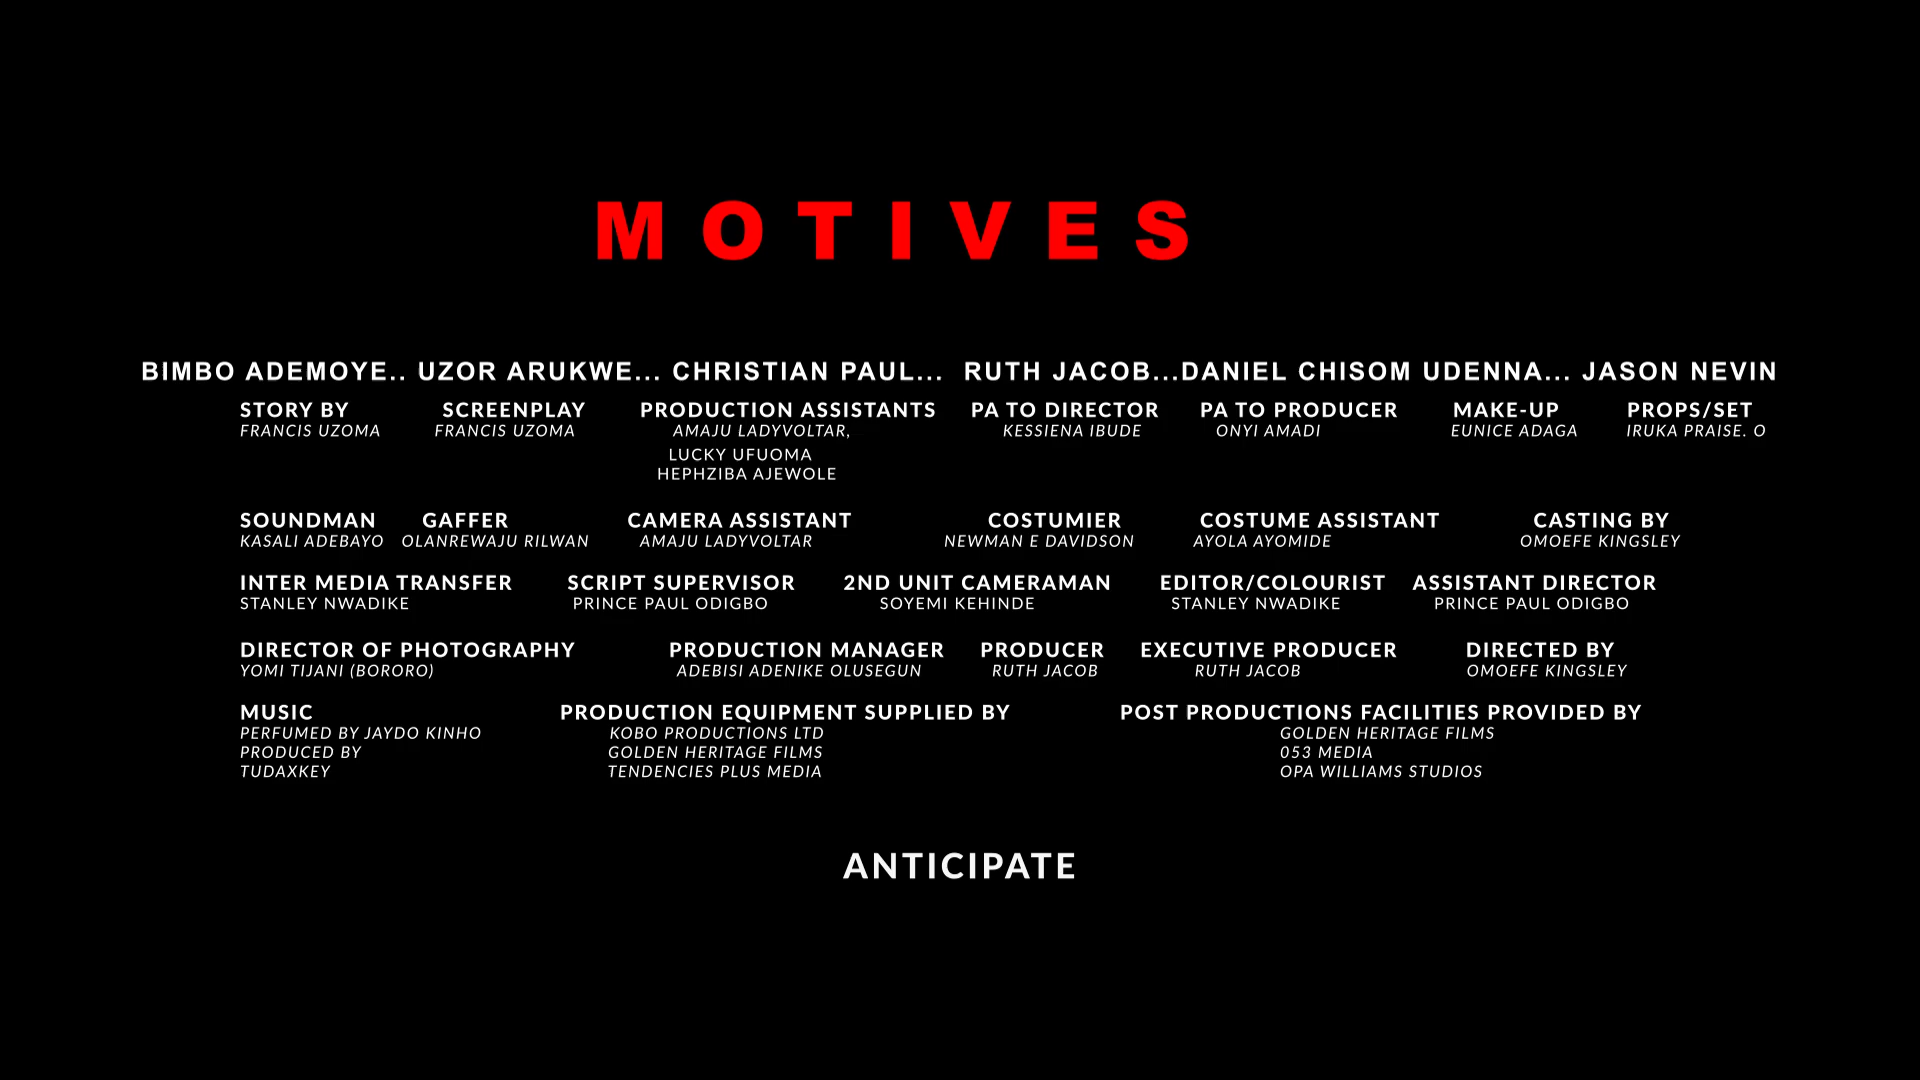 MOTIVES
BIMBO ADEMOYE.. UZOR ARUKWE... CHRISTIAN PAUL... RUTH JACOB...DANIEL CHISOM UDENNA... JASON NEVIN
STORY BY SCREENPLAY PRODUCTION ASSISTANTS PA TO DIRECTOR PA TO PRODUCER MAKE-UP PROPS/SET
FRANCIS UZOMA FRANCIS UZOMA AMAJU LADYVOLTAR, KESSIENA IBUDE ONYI AMADI EUNICE ADAGA IRUKA PRAISE. O
LUCKY UFUOMA
HEPHZIBA AJEWOLE
SOUNDMAN GAFFER CAMERA ASSISTANT COSTUMIER COSTUME ASSISTANT CASTING BY
KASALI ADEBAYO OLANREWAJU RILWAN AMAJU LADYVOLTAR NEWMAN E DAVIDSON AYOLA AYOMIDE OMOEFE KINGSLEY
INTER MEDIA TRANSFER SCRIPT SUPERVISOR 2ND UNIT CAMERAMAN EDITOR/COLOURIST ASSISTANT DIRECTOR
STANLEY NWADIKE PRINCE PAUL ODIGBO SOYEMI KEHINDE STANLEY NWADIKE PRINCE PAUL ODIGBO
DIRECTOR OF PHOTOGRAPHY PRODUCTION MANAGER PRODUCER EXECUTIVE PRODUCER DIRECTED BY
YOMI TIJANI (BORORO) ADEBISI ADENIKE OLUSEGUN RUTH JACOB RUTH JACOB OMOEFE KINGSLEY
MUSIC PRODUCTION EQUIPMENT SUPPLIED BY POST PRODUCTIONS FACILITIES PROVIDED BY
PERFUMED BY JAYDO KINHO KOBO PRODUCTIONS LTD GOLDEN HERITAGE FILMS
PRODUCED BY GOLDEN HERITAGE FILMS 053 MEDIA
TUDAXKEY TENDENCIES PLUS MEDIA OPA WILLIAMS STUDIOS
ANTICIPATE